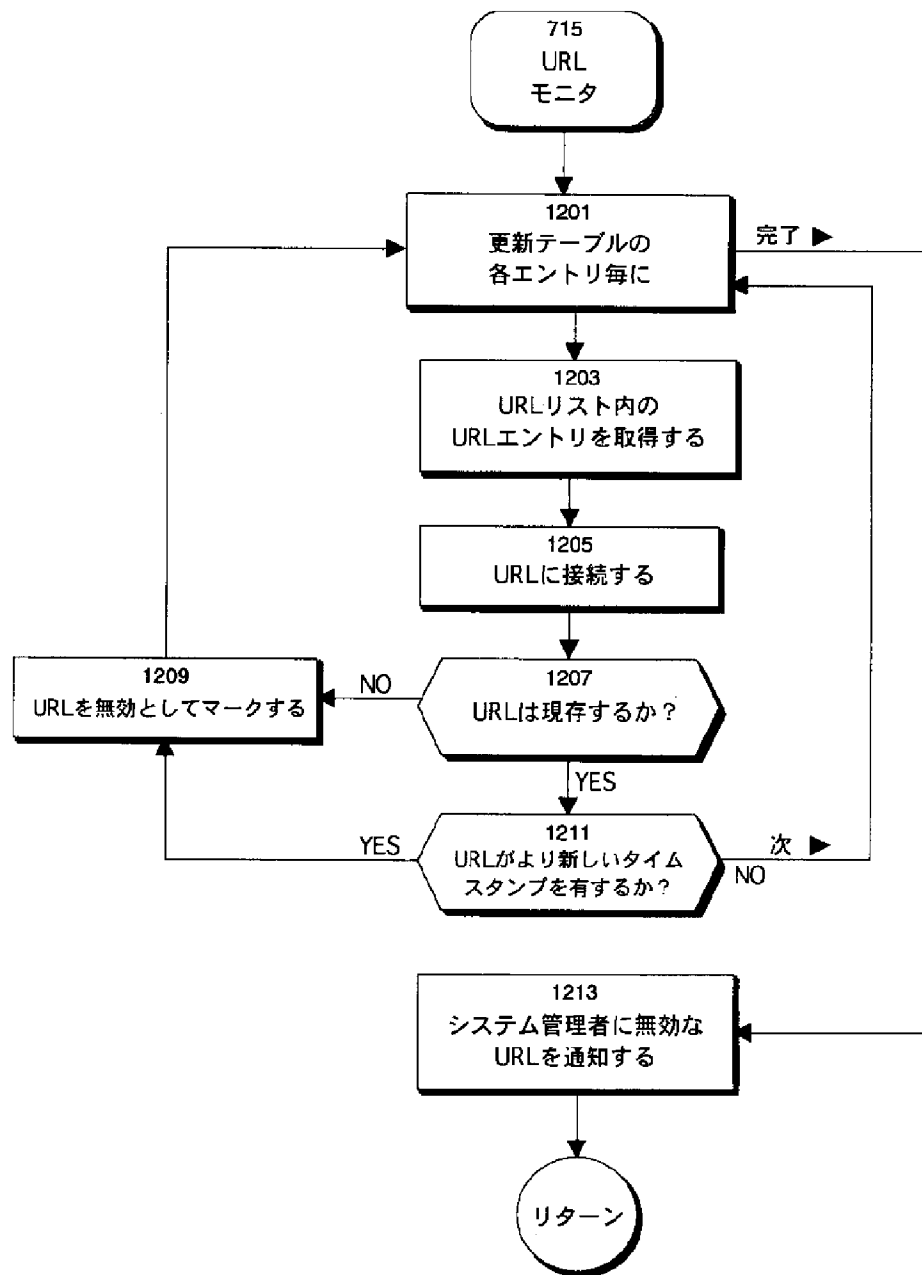 715
URL
モニタ
1201
更新テーブルの
各エントリ毎に
完了 ▶
1203
URLリスト内の
URLエントリを取得する
1205
URLに接続する
1207
URLは現存するか？
NO
1209
URLを無効としてマークする
YES
1211
URLがより新しいタイム
スタンプを有するか？
YES
次 ▶
NO
1213
システム管理者に無効な
URLを通知する
リターン